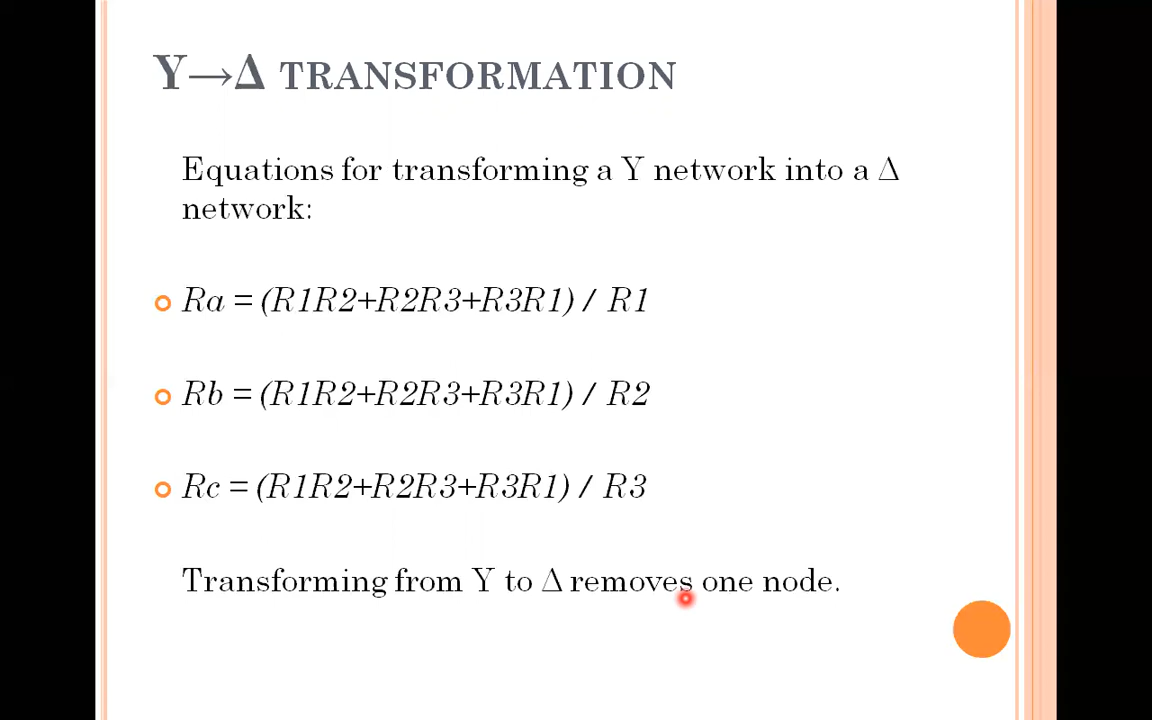 Y→Δ TRANSFORMATION
Equations for transforming a Y network into a Δ
network:
Ra = (R1R2+R2R3+R3R1) / R1
Rb = (R1R2+R2R3+R3R1) / R2
Rc = (R1R2+R2R3+R3R1) / R3
Transforming from Y to Δ removes one node.